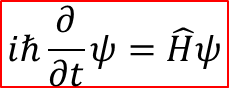 iℏ ∂/∂t ψ = Ĥψ